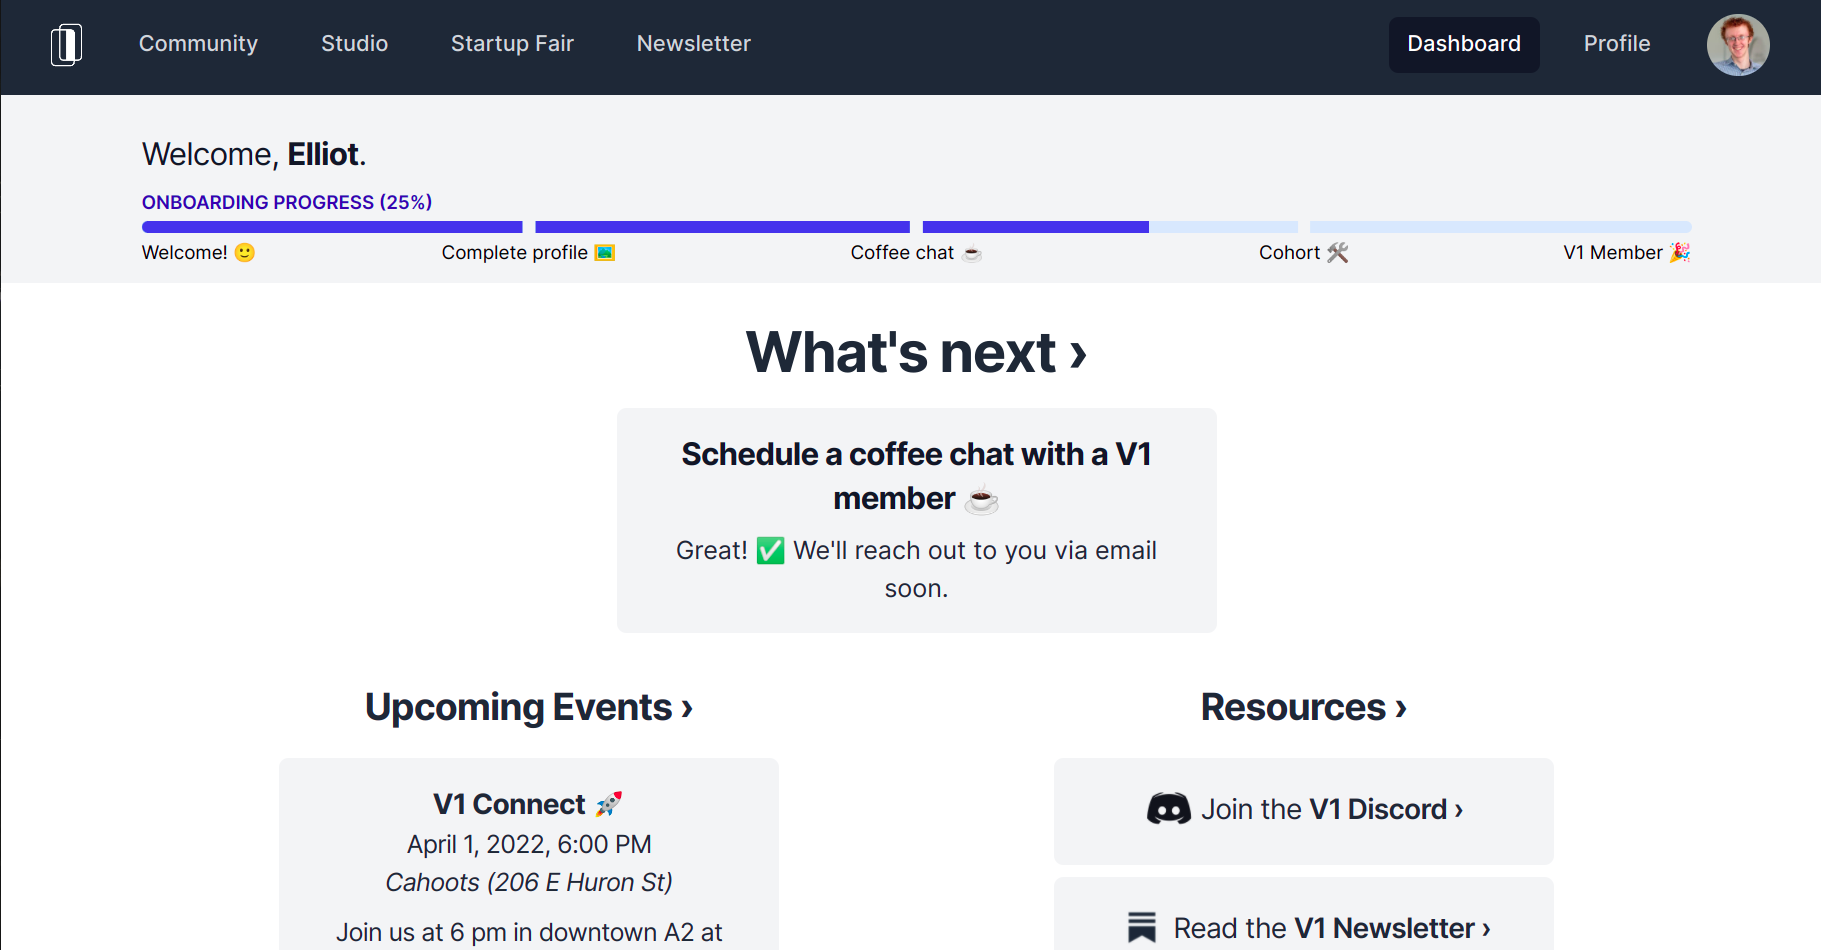 Community Studio Startup Fair Newsletter Dashboard Profile
Welcome, Elliot.
ONBOARDING PROGRESS (25%)
Welcome! 🙂 Complete profile 🖼️ Coffee chat ☕ Cohort 🛠️ V1 Member 🎉
What's next ›
Schedule a coffee chat with a V1
member ☕
Great! ✅ We'll reach out to you via email
soon.
Upcoming Events ›
V1 Connect 🚀
April 1, 2022, 6:00 PM
Cahoots (206 E Huron St)
Join us at 6 pm in downtown A2 at
Resources ›
Join the V1 Discord ›
Read the V1 Newsletter ›